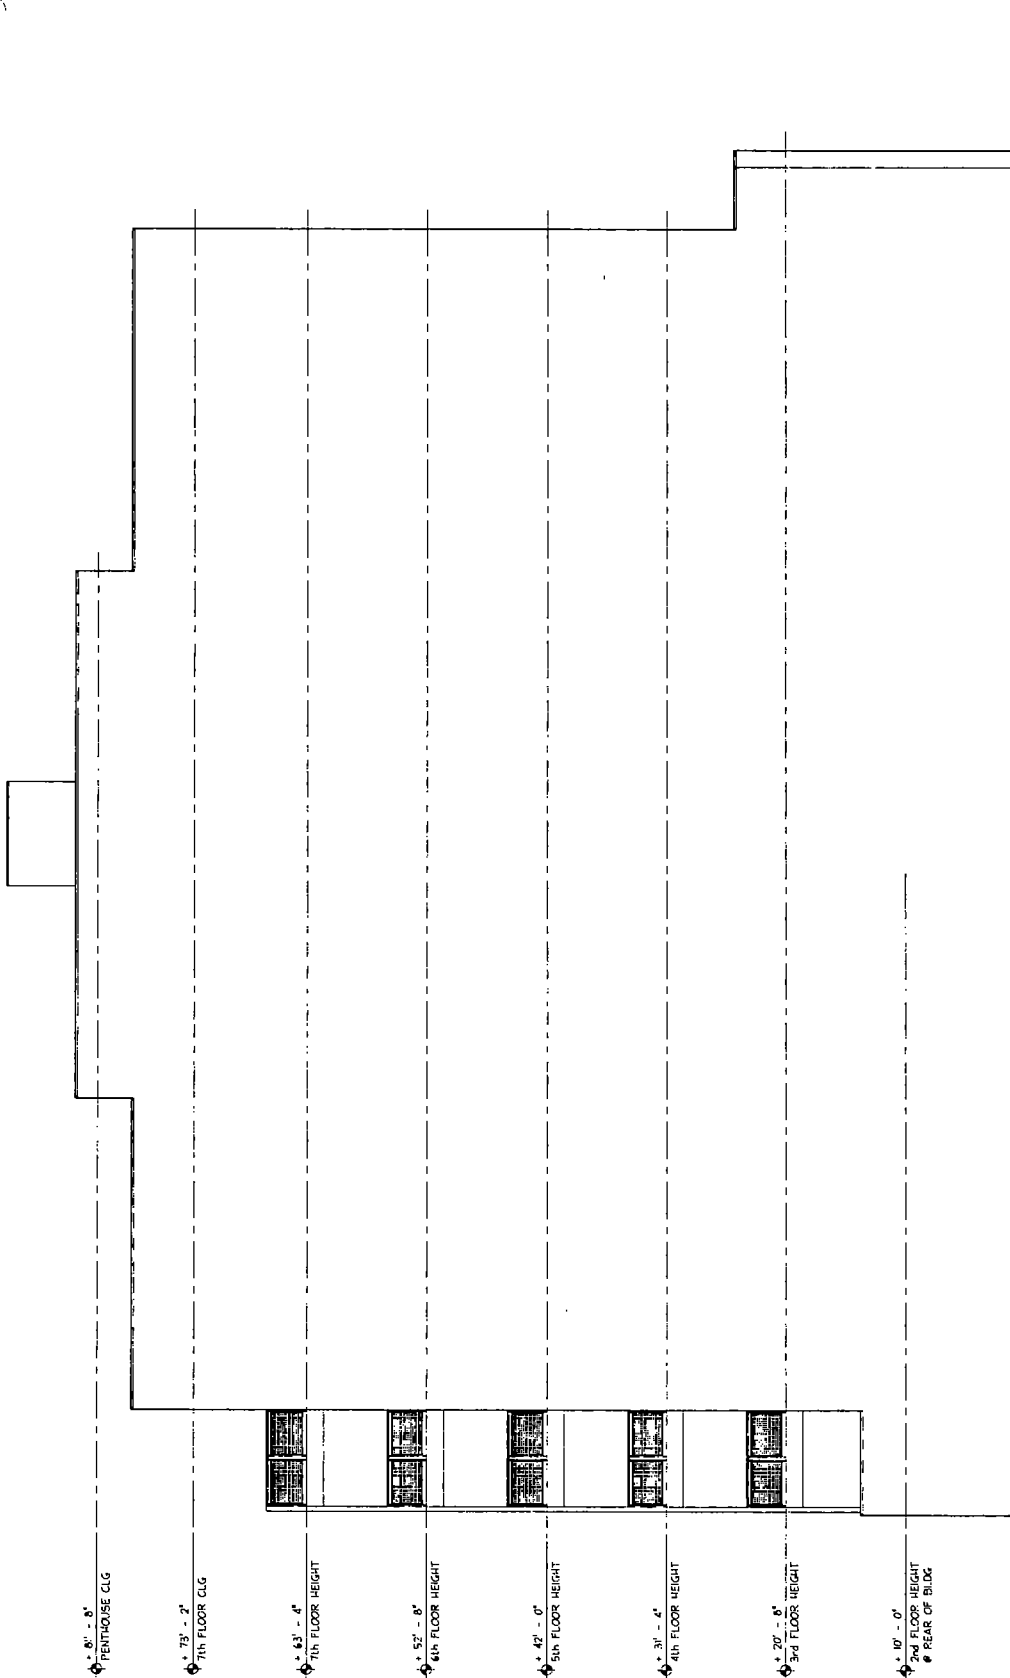 + 81' - 8"
PENTHOUSE CLG
+ 73' - 2"
7th FLOOR CLG
+ 63' - 4"
7th FLOOR HEIGHT
+ 52' - 8"
6th FLOOR HEIGHT
+ 42' - 0"
5th FLOOR HEIGHT
+ 31' - 4"
4th FLOOR HEIGHT
+ 20' - 8"
3rd FLOOR HEIGHT
+ 10' - 0"
2nd FLOOR HEIGHT
@ REAR OF BLDG